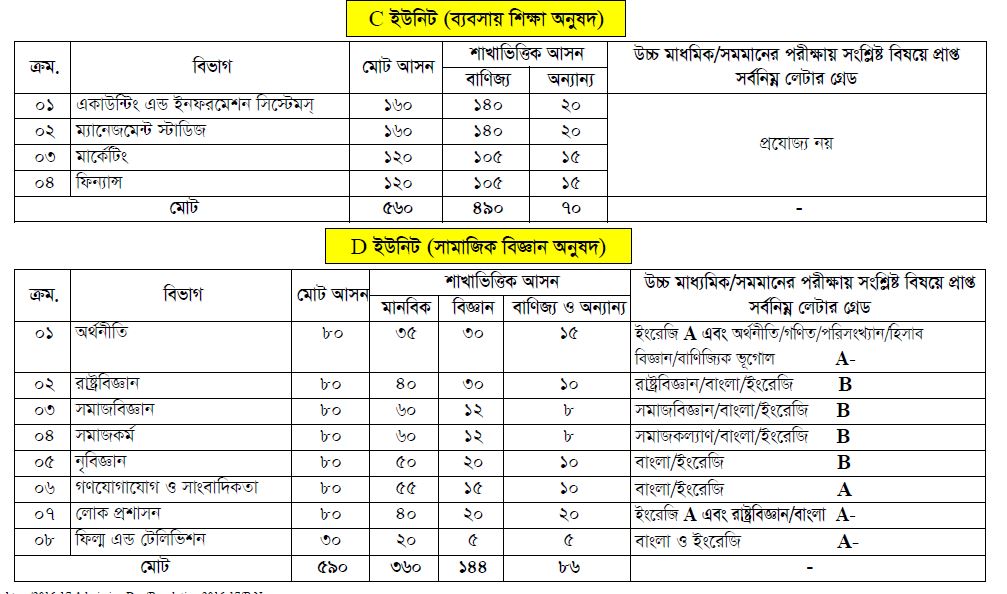 C ইউনিট (ব্যবসায় শিক্ষা অনুষদ)
ক্রম. বিভাগ মোট আসন শাখাভিত্তিক আসন উচ্চ মাধমিক/সমমানের পরীক্ষায় সংশ্লিষ্ট বিষয়ে প্রাপ্ত
বাণিজ্য অন্যান্য সর্বনিম্ন লেটার গ্রেড
০১ একাউন্টিং এন্ড ইনফরমেশন সিস্টেমস্ ১৬০ ১৪০ ২০
০২ ম্যানেজমেন্ট স্টাডিজ ১৬০ ১৪০ ২০
প্রযোজ্য নয়
০৩ মার্কেটিং ১২০ ১০৫ ১৫
০৪ ফিন্যান্স ১২০ ১০৫ ১৫
মোট ৫৬০ ৪৯০ ৭০ -
D ইউনিট (সামাজিক বিজ্ঞান অনুষদ)
ক্রম. বিভাগ মোট আসন শাখাভিত্তিক আসন উচ্চ মাধ্যমিক/সমমানের পরীক্ষায় সংশ্লিষ্ট বিষয়ে প্রাপ্ত
মানবিক বিজ্ঞান বাণিজ্য ও অন্যান্য সর্বনিম্ন লেটার গ্রেড
০১ অর্থনীতি ৮০ ৩৫ ৩০ ১৫ ইংরেজি A এবং অর্থনীতি/গণিত/পরিসংখ্যান/হিসাব
বিজ্ঞান/বাণিজ্যিক ভূগোল A-
০২ রাষ্ট্রবিজ্ঞান ৮০ ৪০ ৩০ ১০ রাষ্ট্রবিজ্ঞান/বাংলা/ইংরেজি B
০৩ সমাজবিজ্ঞান ৮০ ৬০ ১২ ৮ সমাজবিজ্ঞান/বাংলা/ইংরেজি B
০৪ সমাজকর্ম ৮০ ৬০ ১২ ৮ সমাজকল্যাণ/বাংলা/ইংরেজি B
০৫ নৃবিজ্ঞান ৮০ ৫০ ২০ ১০ বাংলা/ইংরেজি B
০৬ গণযোগাযোগ ও সাংবাদিকতা ৮০ ৫৫ ১৫ ১০ বাংলা/ইংরেজি A
০৭ লোক প্রশাসন ৮০ ৪০ ২০ ২০ ইংরেজি A এবং রাষ্ট্রবিজ্ঞান/বাংলা A-
০৮ ফিল্ম এন্ড টেলিভিশন ৩০ ২০ ৫ ৫ বাংলা ও ইংরেজি A-
মোট ৫৯০ ৩৬০ ১৪৪ ৮৬ -